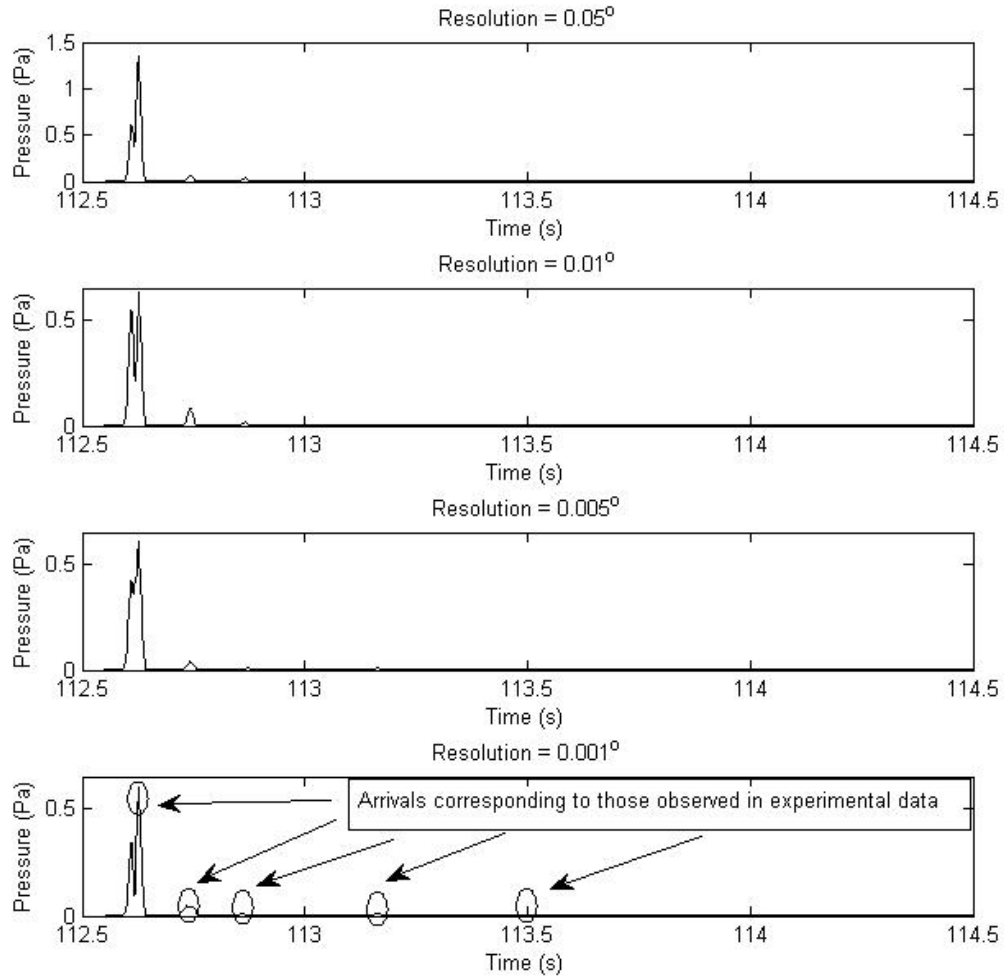 Resolution = 0.05°
Pressure (Pa)
1.5
1
0.5
0
112.5 113 113.5 114 114.5
Time (s)
Resolution = 0.01°
Pressure (Pa)
0.5
0
112.5 113 113.5 114 114.5
Time (s)
Resolution = 0.005°
Pressure (Pa)
0.5
0
112.5 113 113.5 114 114.5
Time (s)
Resolution = 0.001°
Pressure (Pa)
0.5
0
Arrivals corresponding to those observed in experimental data
112.5 113 113.5 114 114.5
Time (s)